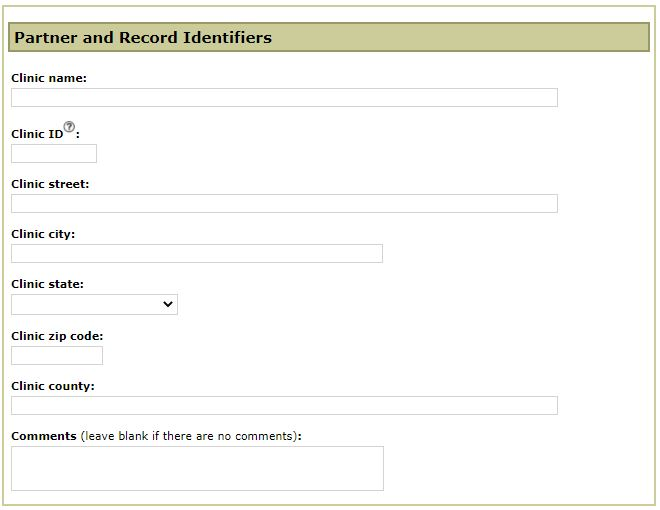 Partner and Record Identifiers
Clinic name:
Clinic ID?:
Clinic street:
Clinic city:
Clinic state:
Clinic zip code:
Clinic county:
Comments (leave blank if there are no comments):